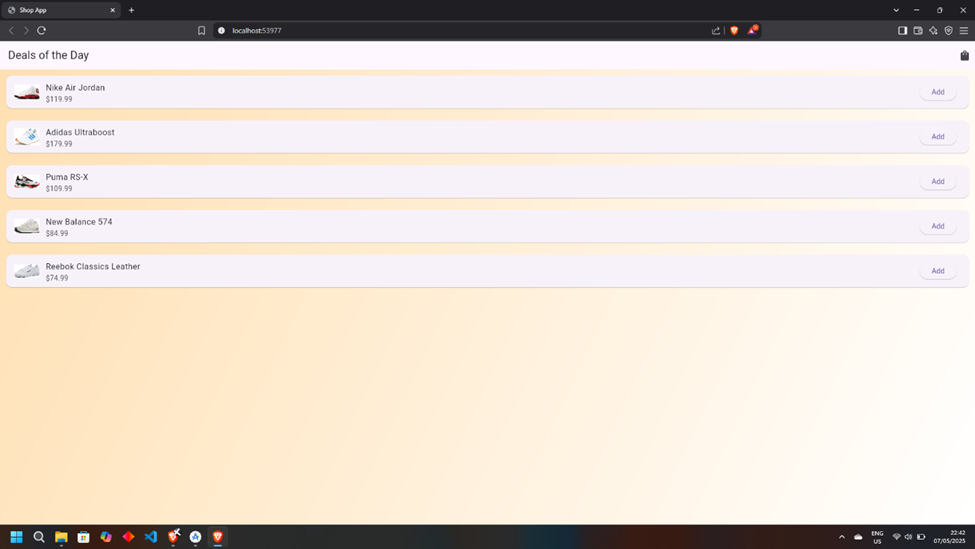 Shop App
localhost:53977
Deals of the Day
Nike Air Jordan
$119.99
Add
Adidas Ultraboost
$179.99
Add
Puma RS-X
$109.99
Add
New Balance 574
$84.99
Add
Reebok Classics Leather
$74.99
Add
ENG
US
22:42
07/05/2025